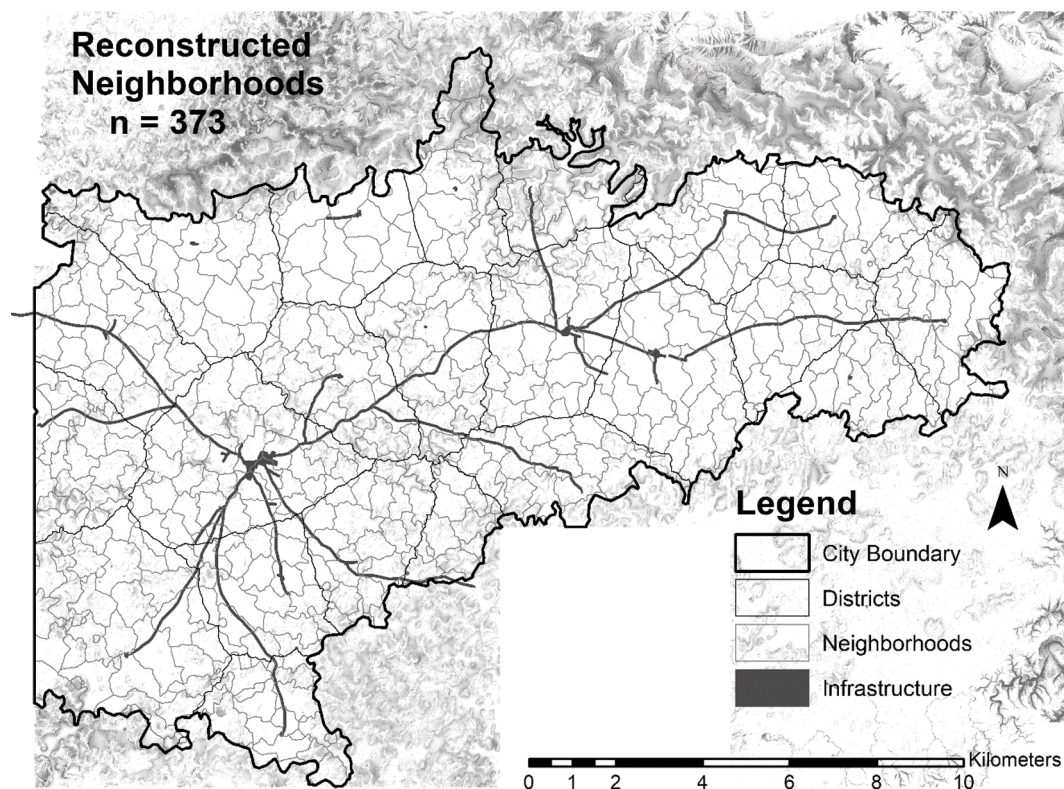 Reconstructed
Neighborhoods
n = 373
N
Legend
City Boundary
Districts
Neighborhoods
Infrastructure
Kilometers
0 1 2 4 6 8 10